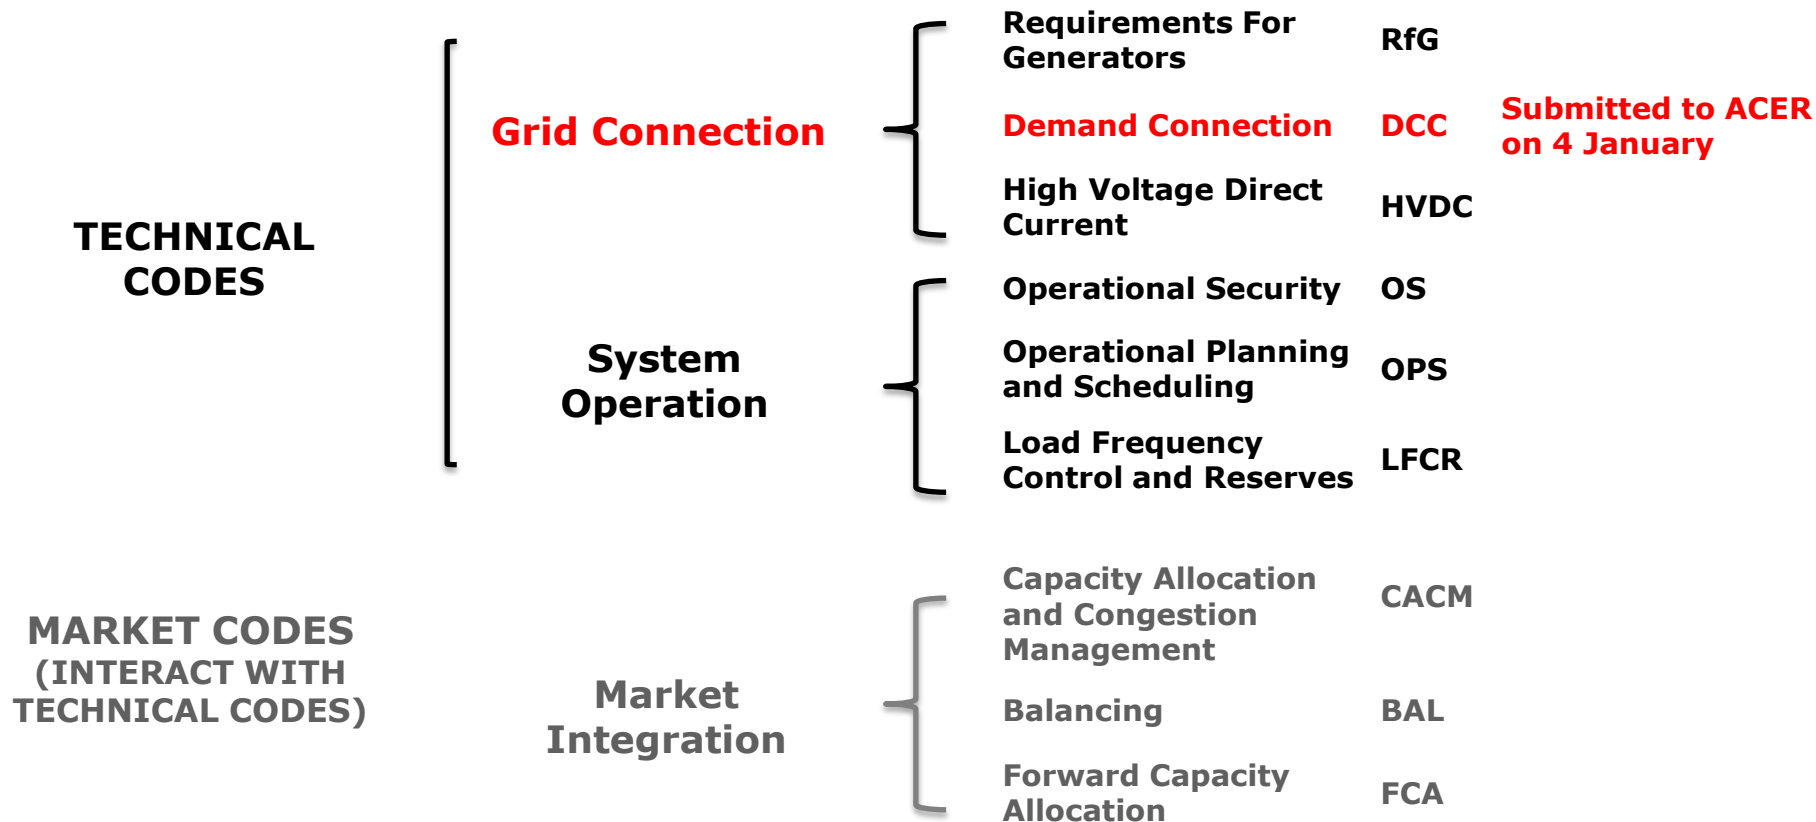 TECHNICAL
CODES
Grid Connection
Requirements For
Generators
RfG
Demand Connection
DCC
Submitted to ACER
on 4 January
High Voltage Direct
Current
HVDC
System
Operation
Operational Security
OS
Operational Planning
and Scheduling
OPS
Load Frequency
Control and Reserves
LFCR
MARKET CODES
(INTERACT WITH
TECHNICAL CODES)
Market
Integration
Capacity Allocation
and Congestion
Management
CACM
Balancing
BAL
Forward Capacity
Allocation
FCA